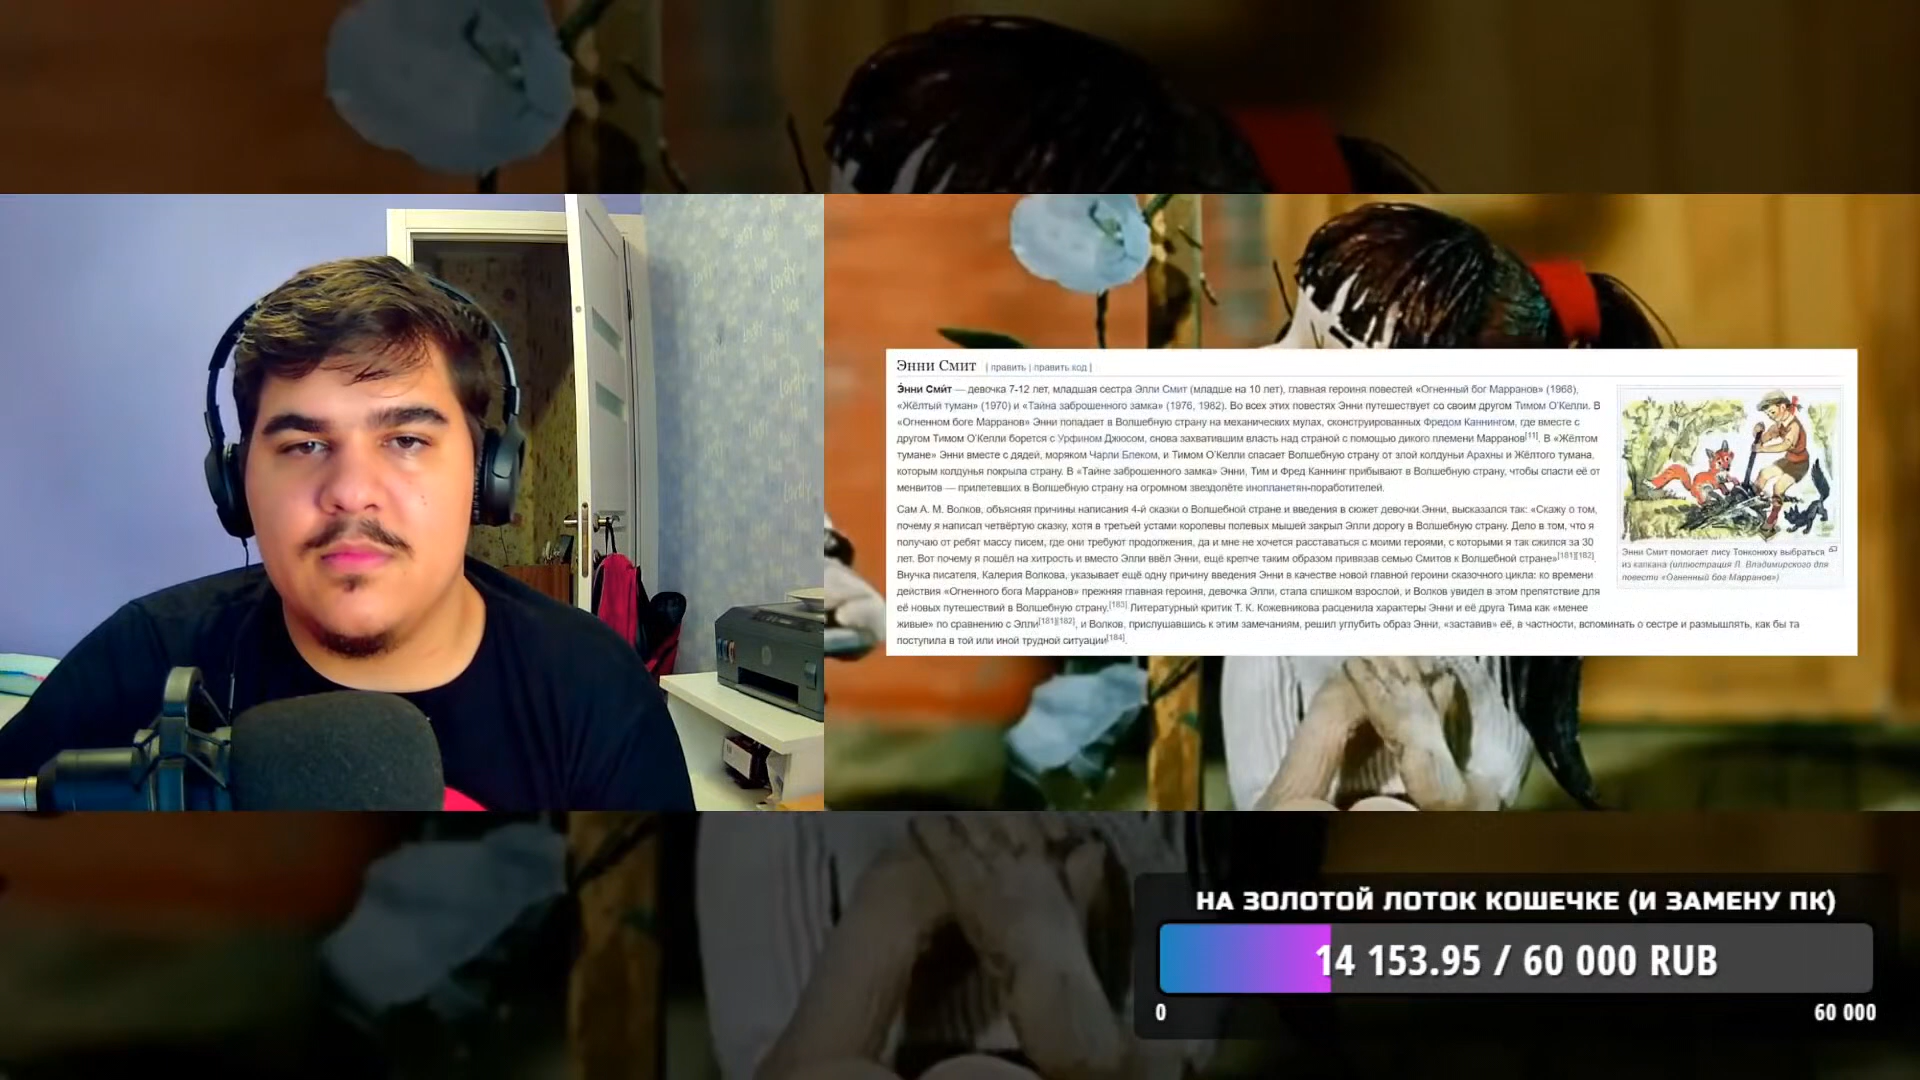 Энни Смит [ править | править код ]
Э́нни Сми́т — девочка 7-12 лет, младшая сестра Элли Смит (младше на 10 лет), главная героиня повестей «Огненный бог Марранов» (1968),
«Жёлтый туман» (1970) и «Тайна заброшенного замка» (1976, 1982). Во всех этих повестях Энни путешествует со своим другом Тимом О'Келли. В
«Огненном боге Марранов» Энни попадает в Волшебную страну на механических мулах, сконструированных Фредом Каннингом, где вместе с
другом Тимом О'Келли борется с Урфином Джюсом, снова захватившим власть над страной с помощью дикого племени Марранов[11]. В «Жёлтом
тумане» Энни вместе с дядей, моряком Чарли Блеком, и Тимом О'Келли спасает Волшебную страну от злой колдуньи Арахны и Жёлтого тумана,
которым колдунья покрыла страну. В «Тайне заброшенного замка» Энни, Тим и Фред Каннинг прибывают в Волшебную страну, чтобы спасти её от
менвитов — прилетевших в Волшебную страну на огромном звездолёте инопланетян-поработителей.
Сам А. М. Волков, объясняя причины написания 4-й сказки о Волшебной стране и введения в сюжет девочки Энни, высказался так: «Скажу о том,
почему я написал четвёртую сказку, хотя в третьей устами королевы полевых мышей закрыл Элли дорогу в Волшебную страну. Дело в том, что я
получаю от ребят массу писем, где они требуют продолжения, да и мне не хочется расставаться с моими героями, с которыми я так сжился за 30
лет. Вот почему я пошёл на хитрость и вместо Элли ввёл Энни, ещё крепче таким образом привязав семью Смитов к Волшебной стране»[181][182].
Внучка писателя, Калерия Волкова, указывает ещё одну причину введения Энни в качестве новой главной героини сказочного цикла: ко времени
действия «Огненного бога Марранов» прежняя главная героиня, девочка Элли, стала слишком взрослой, и Волков увидел в этом препятствие для
её новых путешествий в Волшебную страну.[183] Литературный критик Т. К. Кожевникова расценила характеры Энни и её друга Тима как «менее
живые» по сравнению с Элли[181][182], и Волков, прислушавшись к этим замечаниям, решил углубить образ Энни, «заставив» её, в частности, вспоминать о сестре и размышлять, как бы та
поступила в той или иной трудной ситуации[184].
Энни Смит помогает лису Тонконюху выбраться
из капкана (иллюстрация Л. Владимирского для
повести «Огненный бог Марранов»)
НА ЗОЛОТОЙ ЛОТОК КОШЕЧКЕ (И ЗАМЕНУ ПК)
14 153.95 / 60 000 RUB
0
60 000